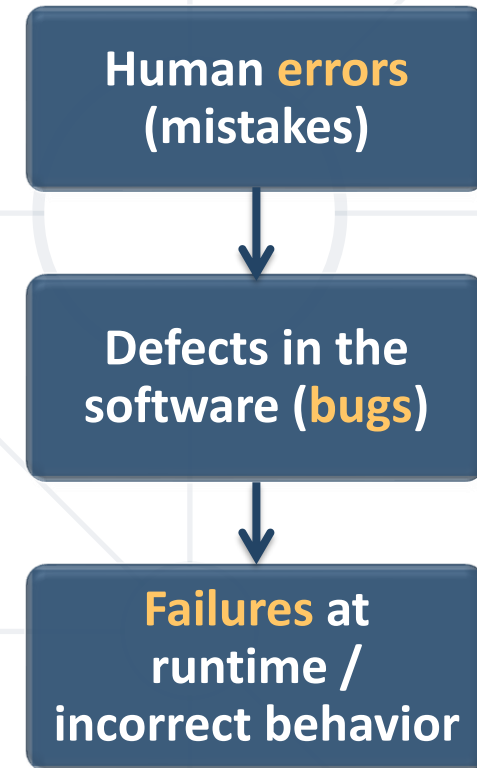 Human errors
(mistakes)
Defects in the
software (bugs)
Failures at
runtime /
incorrect behavior